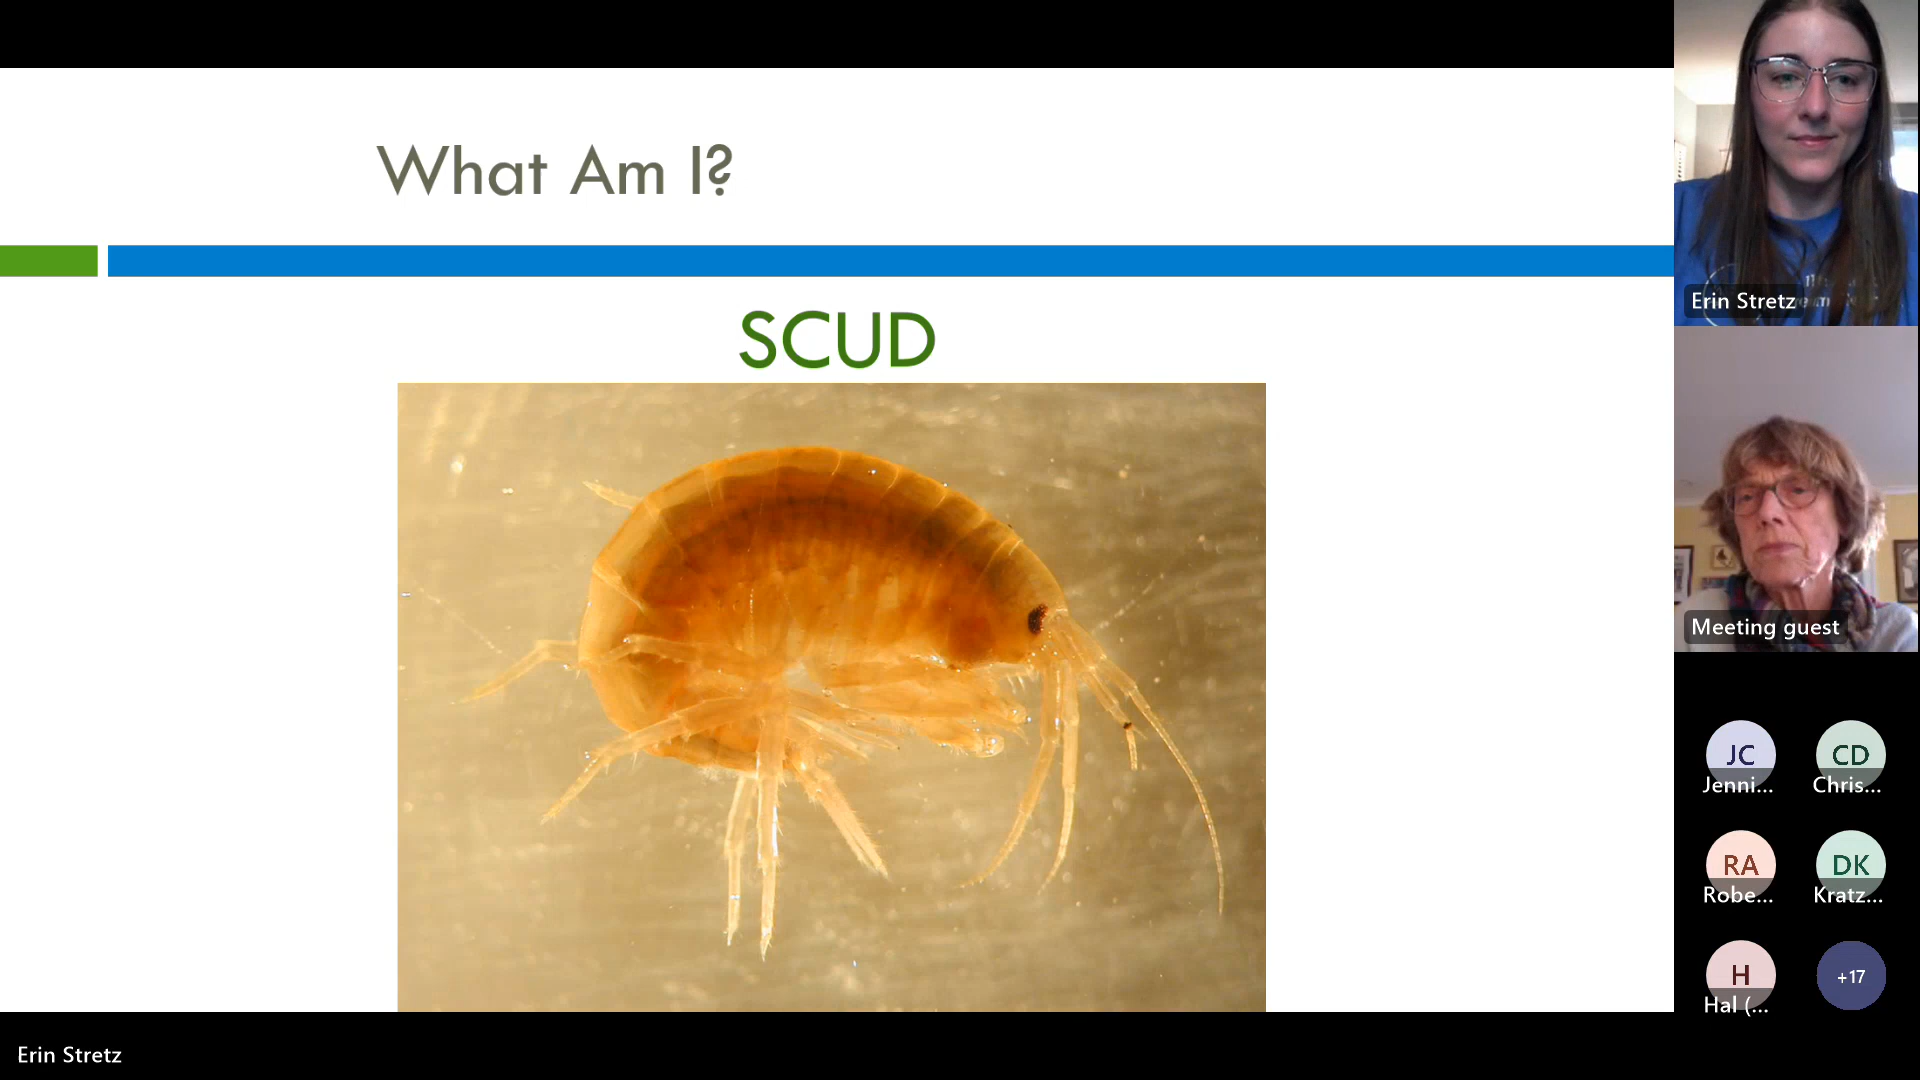 What Am I?
SCUD
Erin Stretz
Meeting guest
JC
Jenni...
CD
Chris...
RA
Robe...
DK
Kratz...
H
Hal (...
+17
Erin Stretz